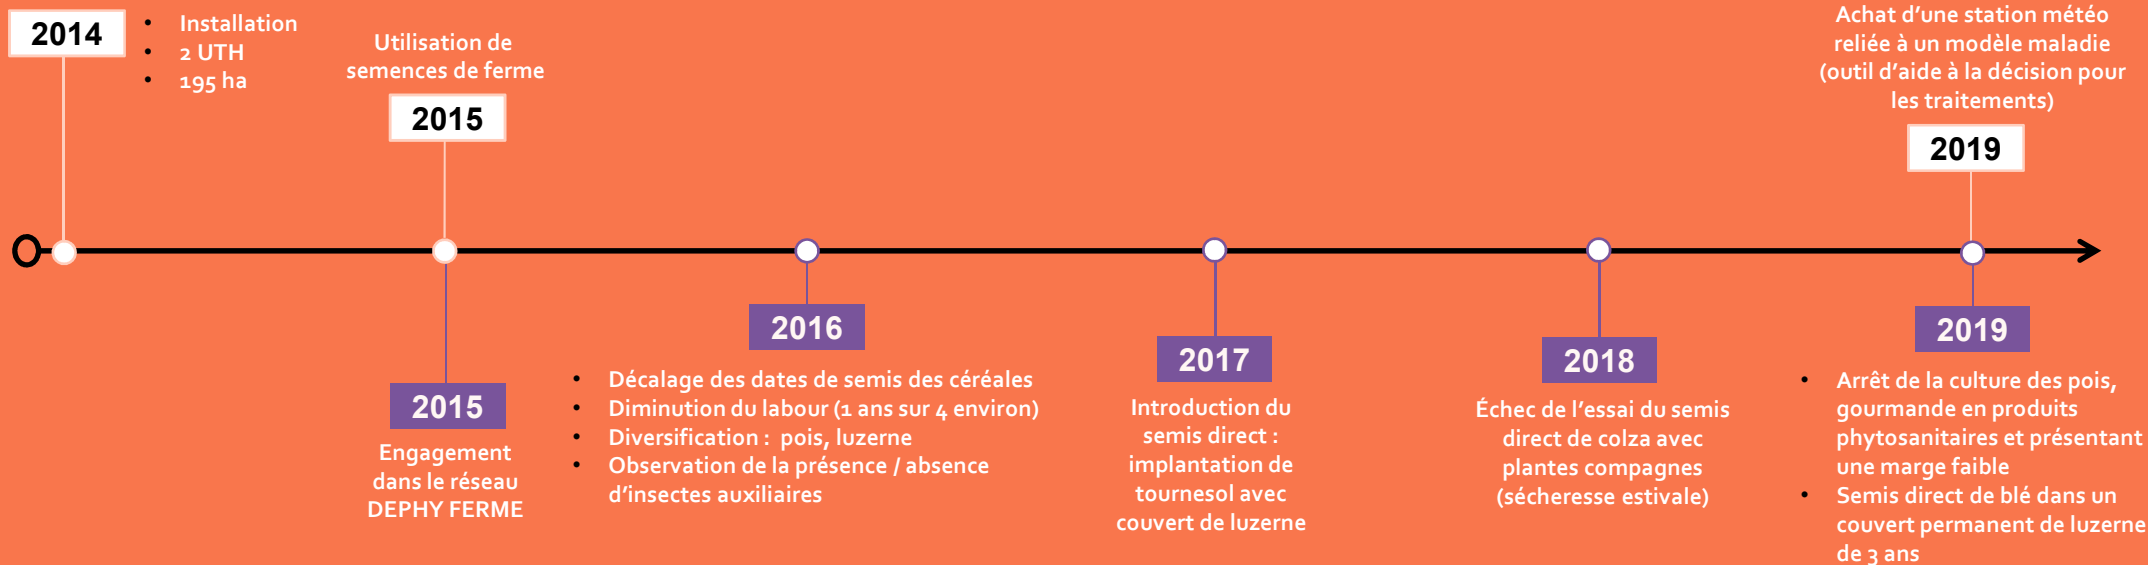 2014
• Installation
• 2 UTH
• 195 ha
Utilisation de
semences de ferme
2015
Achat d’une station météo
reliée à un modèle maladie
(outil d’aide à la décision pour
les traitements)
2019
2015
Engagement
dans le réseau
DEPHY FERME
2016
• Décalage des dates de semis des céréales
• Diminution du labour (1 ans sur 4 environ)
• Diversification : pois, luzerne
• Observation de la présence / absence
d’insectes auxiliaires
2017
Introduction du
semis direct :
implantation de
tournesol avec
couvert de luzerne
2018
Échec de l’essai du semis
direct de colza avec
plantes compagnes
(sécheresse estivale)
2019
• Arrêt de la culture des pois,
gourmande en produits
phytosanitaires et présentant
une marge faible
• Semis direct de blé dans un
couvert permanent de luzerne
de 3 ans